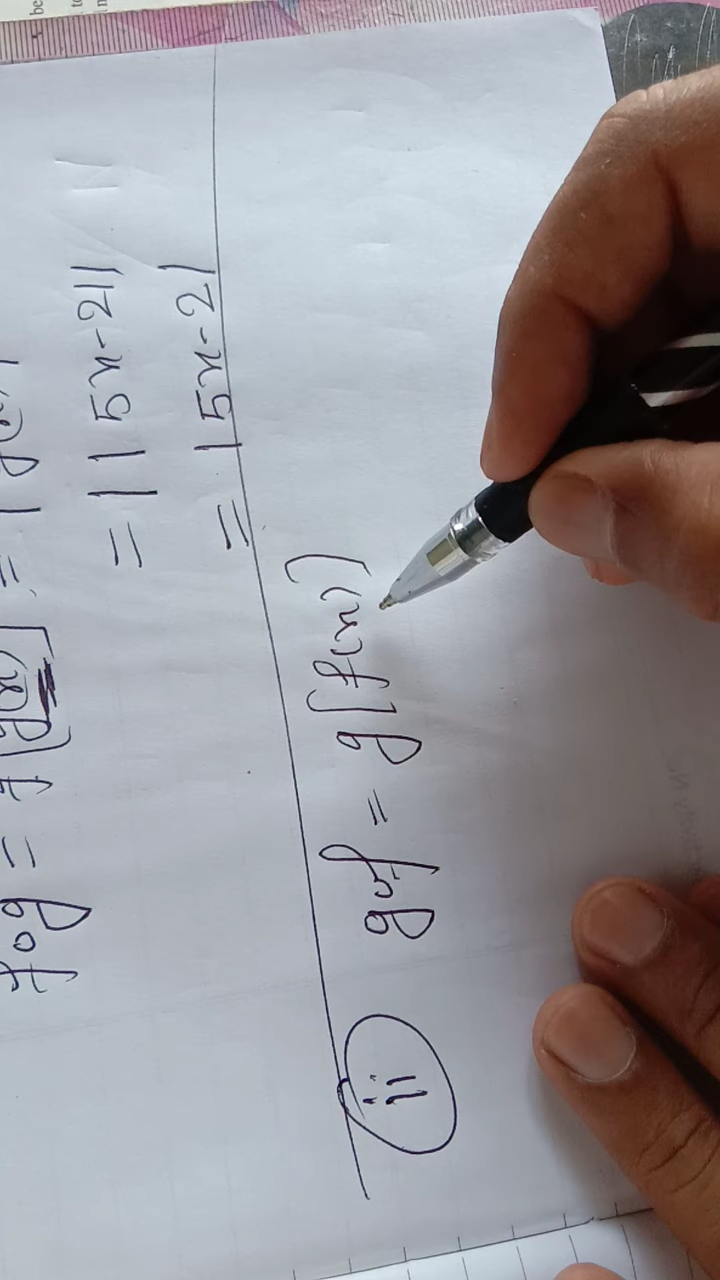 fog = f[g(x)] = |g(x)|
= ||5x-2||
= |5x-2|
ii gof = g[f(x))